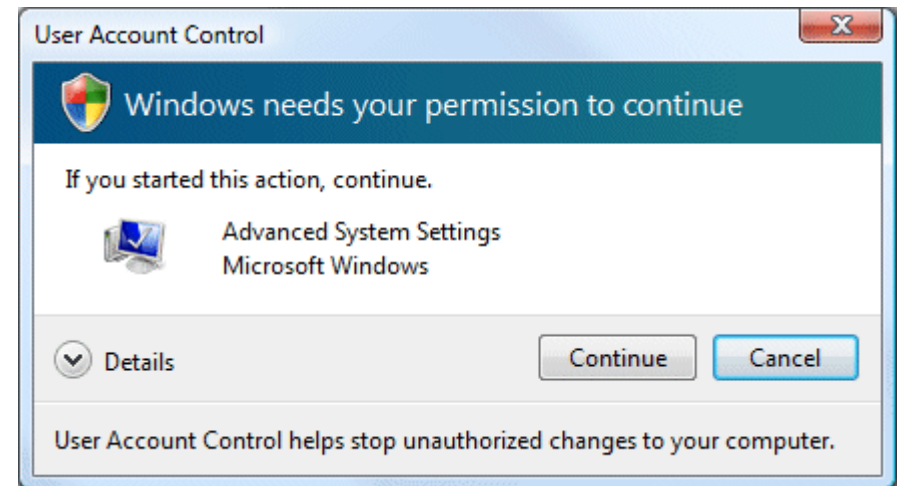 User Account Control
Windows needs your permission to continue
If you started this action, continue.
Advanced System Settings
Microsoft Windows
Details
Continue
Cancel
User Account Control helps stop unauthorized changes to your computer.